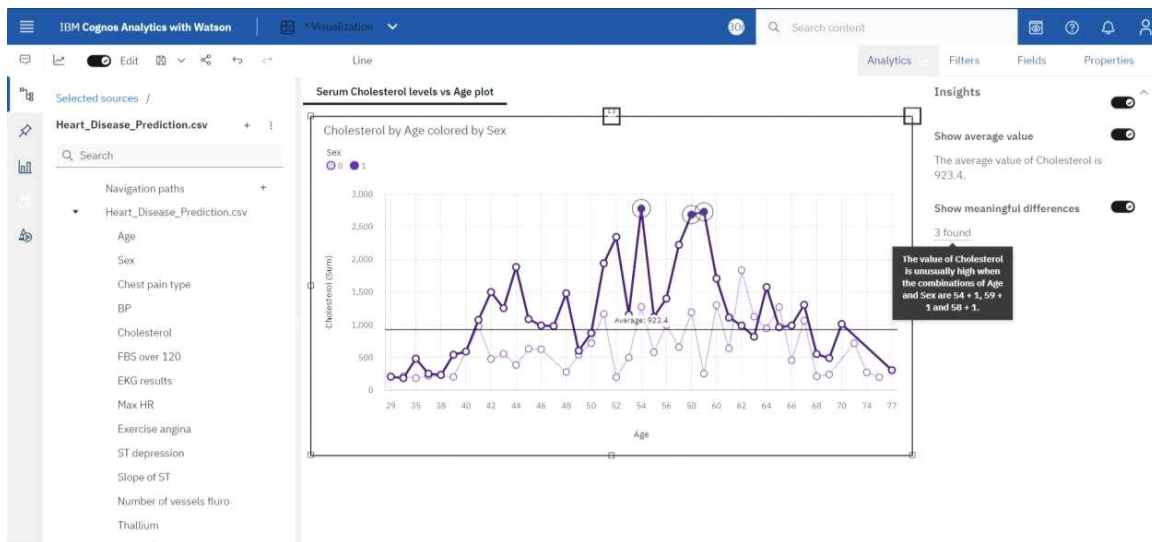 IBM Cognos Analytics with Watson
* Visualization
30
Search content
Edit
Line
Analytics
Filters
Fields
Properties
Selected sources /
Heart_Disease_Prediction.csv
Search
Navigation paths
Heart_Disease_Prediction.csv
Age
Sex
Chest pain type
BP
Cholesterol
FBS over 120
EKG results
Max HR
Exercise angina
ST depression
Slope of ST
Number of vessels fluro
Thallium
Serum Cholesterol levels vs Age plot
Cholesterol by Age colored by Sex
Sex
0 1
Cholesterol (Sum)
3,000
2,500
2,000
1,500
1,000
500
0
Average: 923.4
29 35 38 40 42 44 46 48 50 52 54 56 58 60 62 64 66 68 70 74 77
Age
Insights
Show average value
The average value of Cholesterol is
923.4.
Show meaningful differences
3 found
The value of Cholesterol
is unusually high when
the combinations of Age
and Sex are 54 + 1, 59 +
1 and 58 + 1.